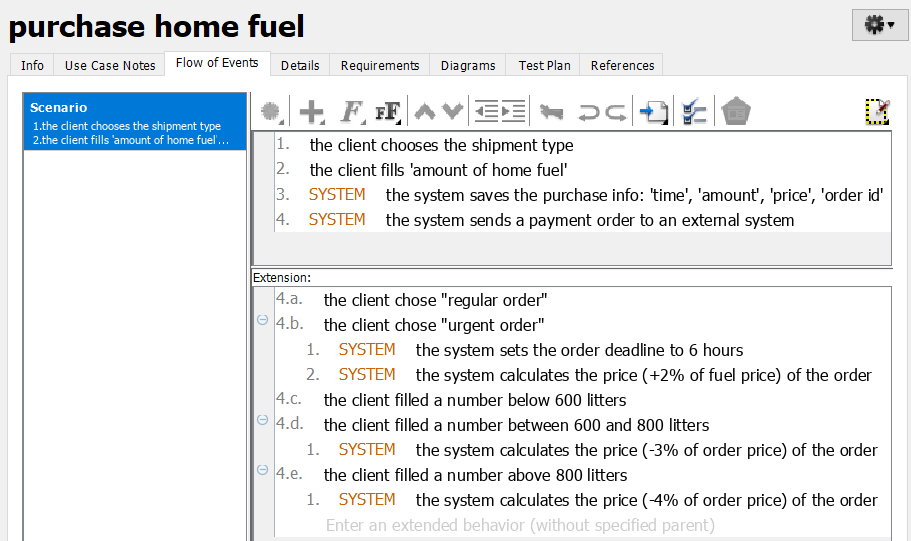 purchase home fuel
Info Use Case Notes Flow of Events Details Requirements Diagrams Test Plan References
Scenario
1.the client chooses the shipment type
2.the client fills 'amount of home fuel ...
F FF
1. the client chooses the shipment type
2. the client fills 'amount of home fuel'
3. SYSTEM the system saves the purchase info: 'time', 'amount', 'price', 'order id'
4. SYSTEM the system sends a payment order to an external system
Extension:
4.a. the client chose "regular order"
4.b. the client chose "urgent order"
1. SYSTEM the system sets the order deadline to 6 hours
2. SYSTEM the system calculates the price (+2% of fuel price) of the order
4.c. the client filled a number below 600 litters
4.d. the client filled a number between 600 and 800 litters
1. SYSTEM the system calculates the price (-3% of order price) of the order
4.e. the client filled a number above 800 litters
1. SYSTEM the system calculates the price (-4% of order price) of the order
Enter an extended behavior (without specified parent)